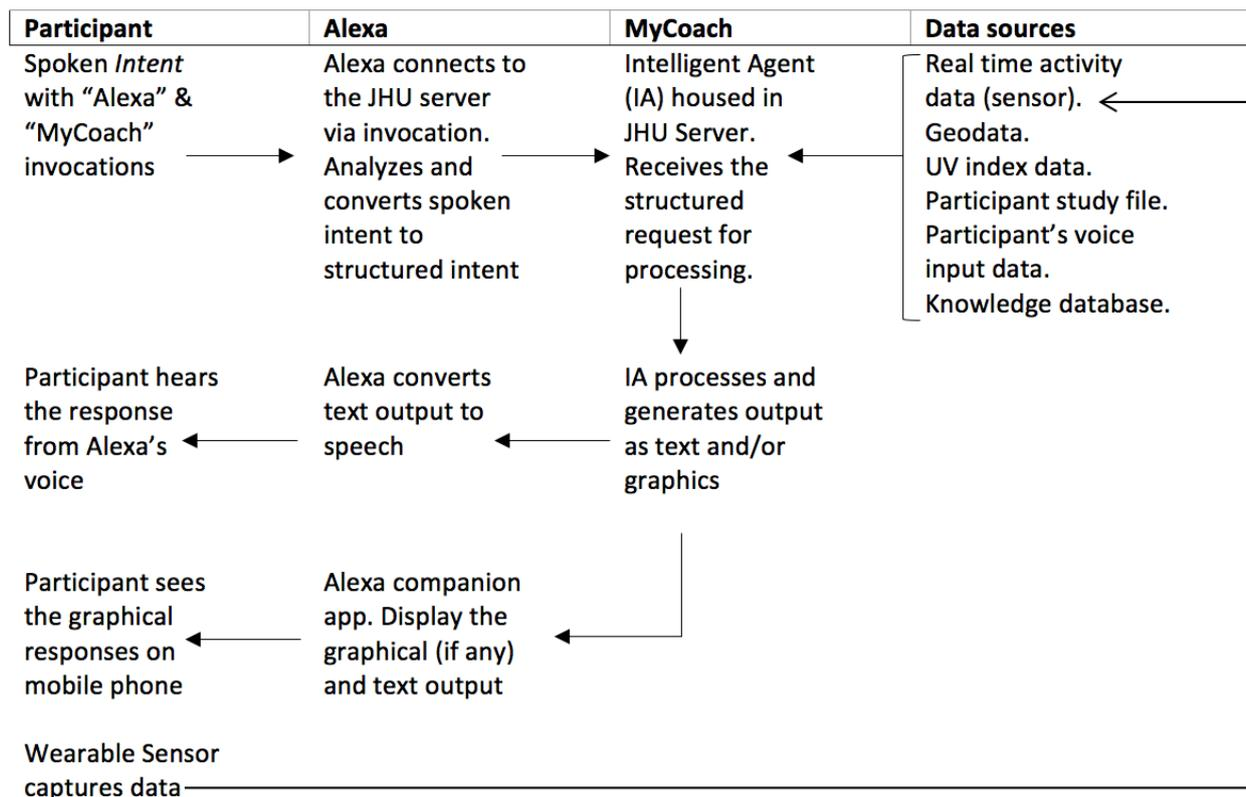 Participant
Alexa
MyCoach
Data sources
Spoken Intent
with “Alexa” &
“MyCoach”
invocations
Alexa connects to
the JHU server
via invocation.
Analyzes and
converts spoken
intent to
structured intent
Intelligent Agent
(IA) housed in
JHU Server.
Receives the
structured
request for
processing.
Real time activity
data (sensor).
Geodata.
UV index data.
Participant study file.
Participant’s voice
input data.
Knowledge database.
Participant hears
the response
from Alexa’s
voice
Alexa converts
text output to
speech
IA processes and
generates output
as text and/or
graphics
Participant sees
the graphical
responses on
mobile phone
Alexa companion
app. Display the
graphical (if any)
and text output
Wearable Sensor
captures data